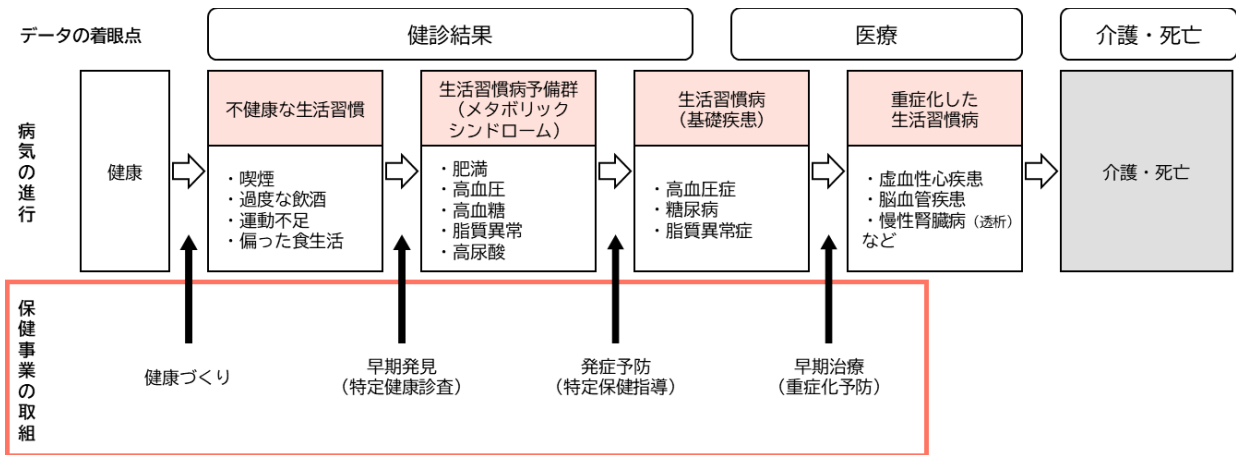 データの着眼点
健診結果
医療
介護・死亡
病気の進行
健康
不健康な生活習慣
・喫煙
・過度な飲酒
・運動不足
・偏った食生活
生活習慣病予備群
（メタボリック
シンドローム）
・肥満
・高血圧
・高血糖
・脂質異常
・高尿酸
生活習慣病
（基礎疾患）
・高血圧症
・糖尿病
・脂質異常症
重症化した
生活習慣病
・虚血性心疾患
・脳血管疾患
・慢性腎臓病（透析）
など
介護・死亡
保健事業の取組
健康づくり
早期発見
（特定健康診査）
発症予防
（特定保健指導）
早期治療
（重症化予防）